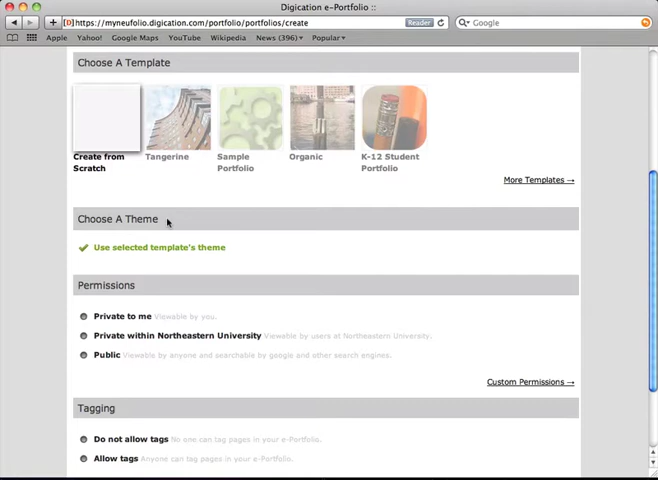 Digication e-Portfolio ::
https://myneufolio.digication.com/portfolio/portfolios/create
Reader
Google
Apple Yahoo! Google Maps YouTube Wikipedia News (396) Popular
Choose A Template
Create from Scratch
Tangerine
Sample Portfolio
Organic
K-12 Student Portfolio
More Templates →
Choose A Theme
Use selected template's theme
Permissions
Private to me Viewable by you.
Private within Northeastern University Viewable by users at Northeastern University.
Public Viewable by anyone and searchable by google and other search engines.
Custom Permissions →
Tagging
Do not allow tags No one can tag pages in your e-Portfolio.
Allow tags Anyone can tag pages in your e-Portfolio.